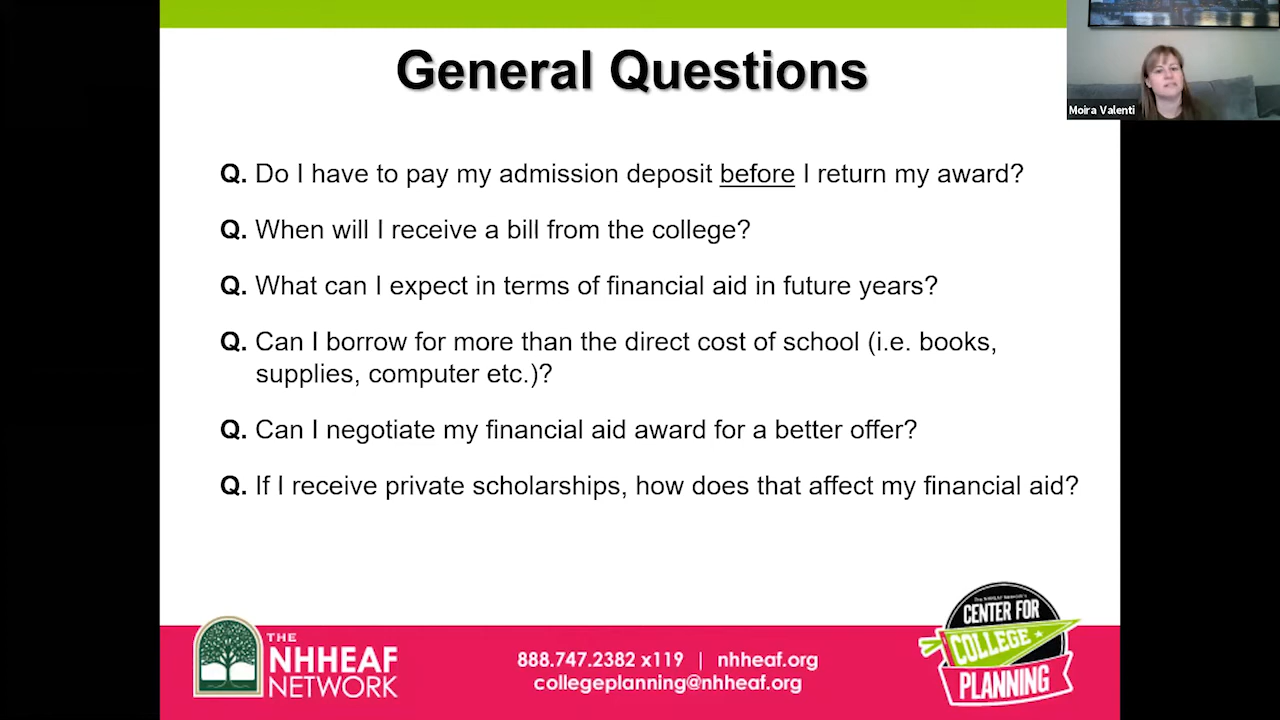 General Questions
Moira Valenti
Q. Do I have to pay my admission deposit before I return my award?
Q. When will I receive a bill from the college?
Q. What can I expect in terms of financial aid in future years?
Q. Can I borrow for more than the direct cost of school (i.e. books,
supplies, computer etc.)?
Q. Can I negotiate my financial aid award for a better offer?
Q. If I receive private scholarships, how does that affect my financial aid?
THE
NHHEAF
NETWORK
888.747.2382 x119 | nhheaf.org
collegeplanning@nhheaf.org
The NHHEAF Network's
CENTER FOR
COLLEGE
PLANNING